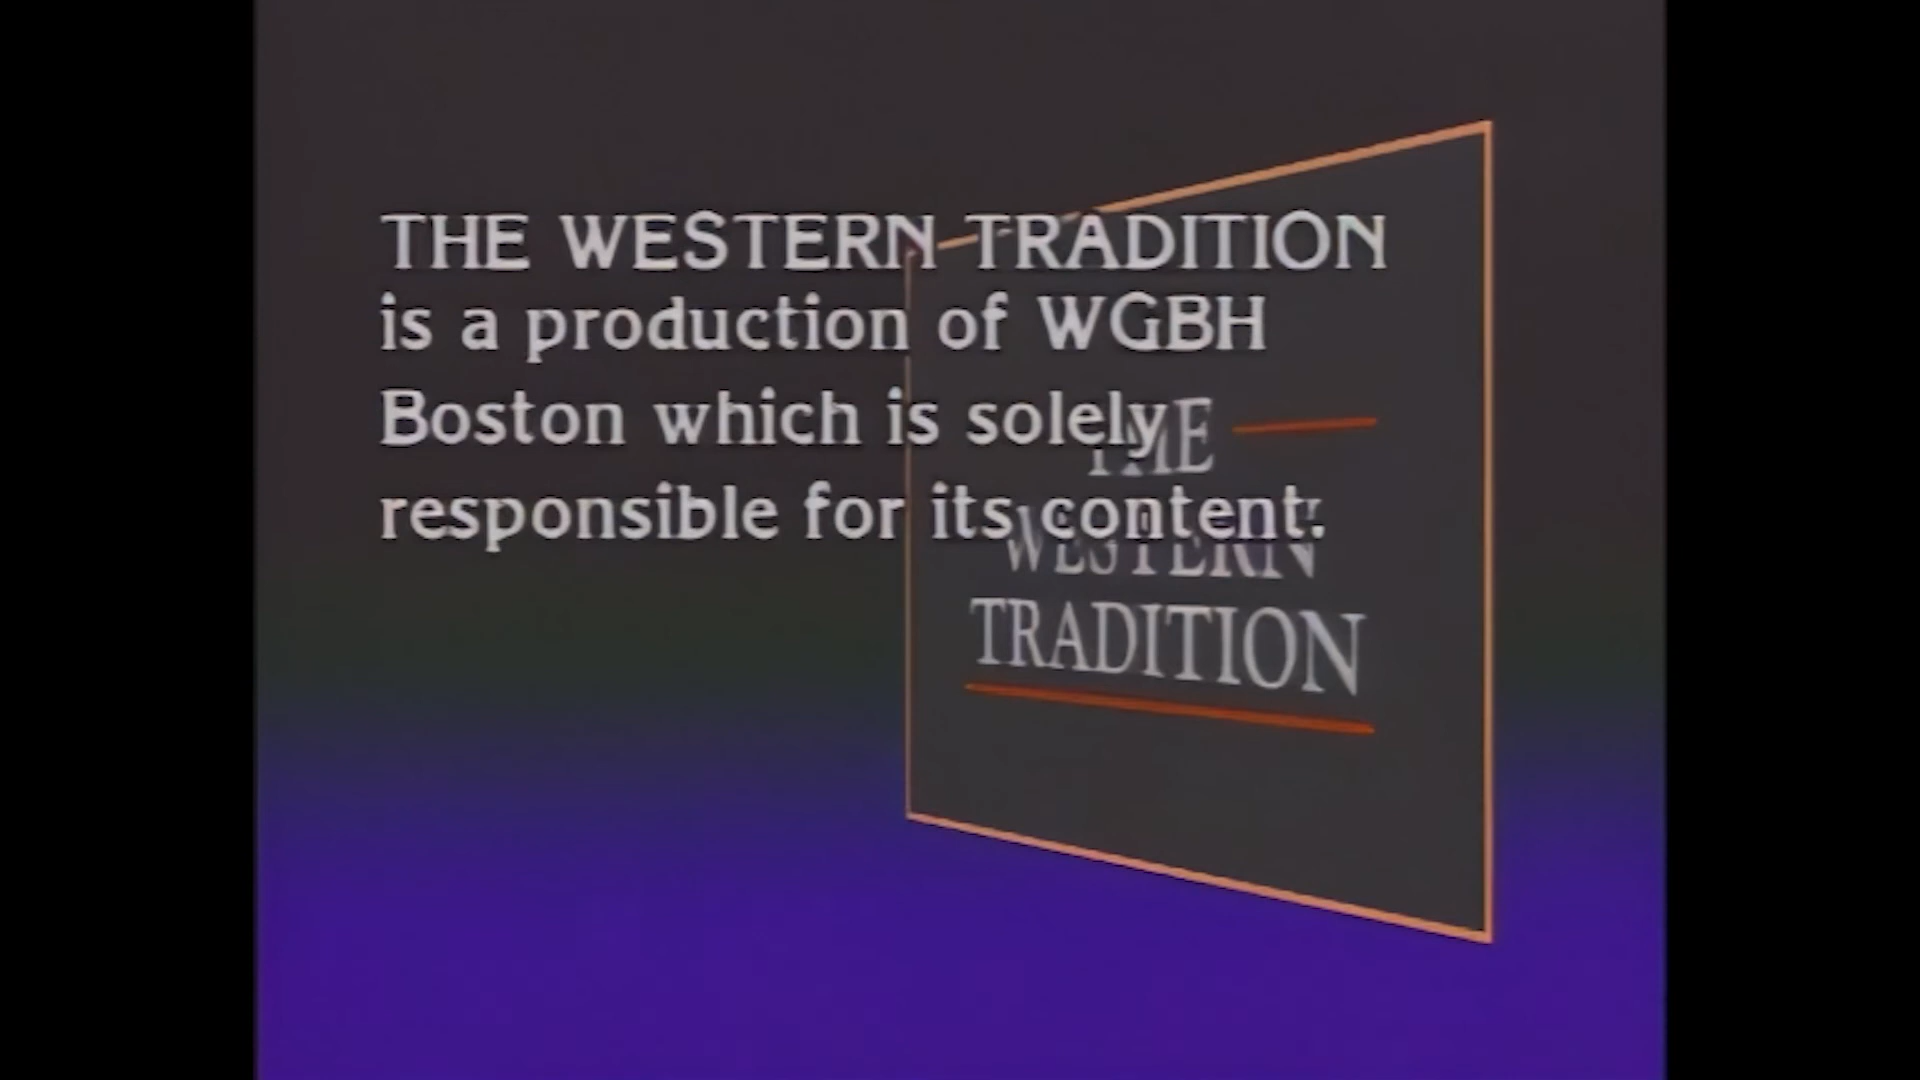 THE WESTERN TRADITION
is a production of WGBH
Boston which is solely
responsible for its content.
THE
WESTERN
TRADITION